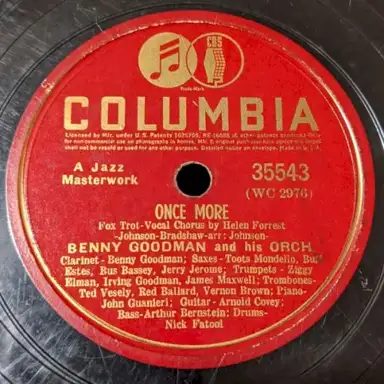 CBS
Trade Mark
COLUMBIA
A Jazz
Masterwork
35543
(WC 2976)
ONCE MORE
Fox Trot-Vocal Chorus by Helen Forrest
-Johnson-Bradshaw-arr: Johnson-
BENNY GOODMAN and his ORCH.
Clarinet-Benny Goodman; Saxes-Toots Mondello, Buff
Estes, Bus Bassey, Jerry Jerome; Trumpets-Ziggy
Elman, Irving Goodman, James Maxwell; Trombones-
Ted Vesely, Red Ballard, Vernon Brown; Piano-
John Guanieri; Guitar-Arnold Covey;
Bass-Arthur Bernstein; Drums-
Nick Fatool